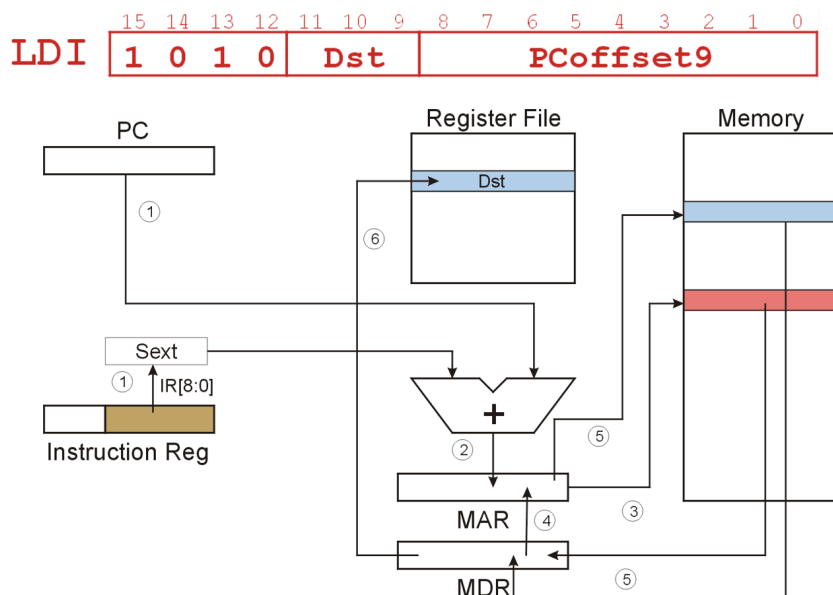 15 14 13 12 11 10 9 8 7 6 5 4 3 2 1 0
LDI 1 0 1 0 Dst PCoffset9
PC Register File Memory
Dst
1
6
Sext
1 IR[8:0]
+
Instruction Reg
2
5
3
MAR 4
MDR 5